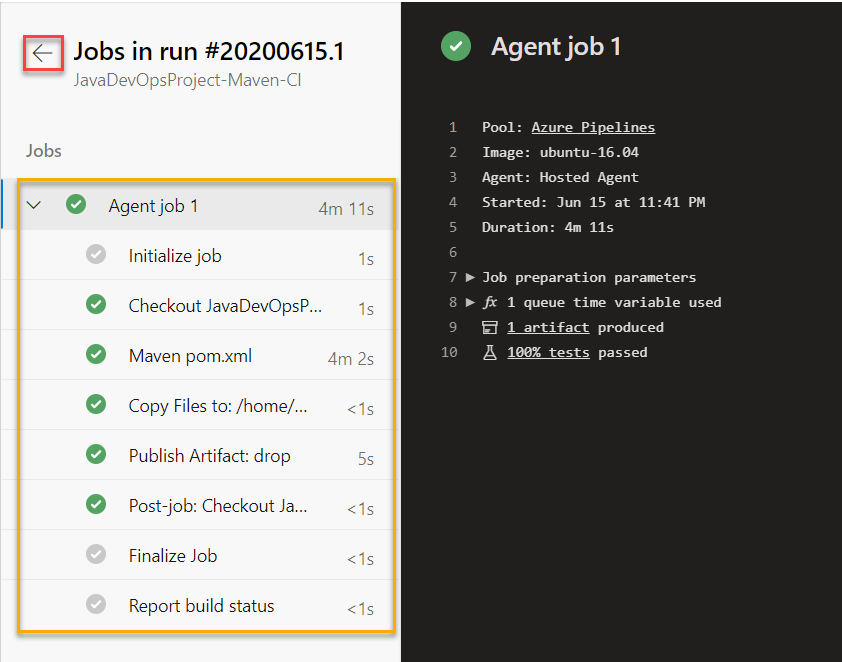 Jobs in run #20200615.1
JavaDevOpsProject-Maven-CI
Jobs
Agent job 1 4m 11s
Initialize job 1s
Checkout JavaDevOpsP... 1s
Maven pom.xml 4m 2s
Copy Files to: /home/... <1s
Publish Artifact: drop 5s
Post-job: Checkout Ja... <1s
Finalize Job <1s
Report build status <1s
Agent job 1
1 Pool: Azure Pipelines
2 Image: ubuntu-16.04
3 Agent: Hosted Agent
4 Started: Jun 15 at 11:41 PM
5 Duration: 4m 11s
6
7 ▶ Job preparation parameters
8 ▶ fx 1 queue time variable used
9 1 artifact produced
10 100% tests passed